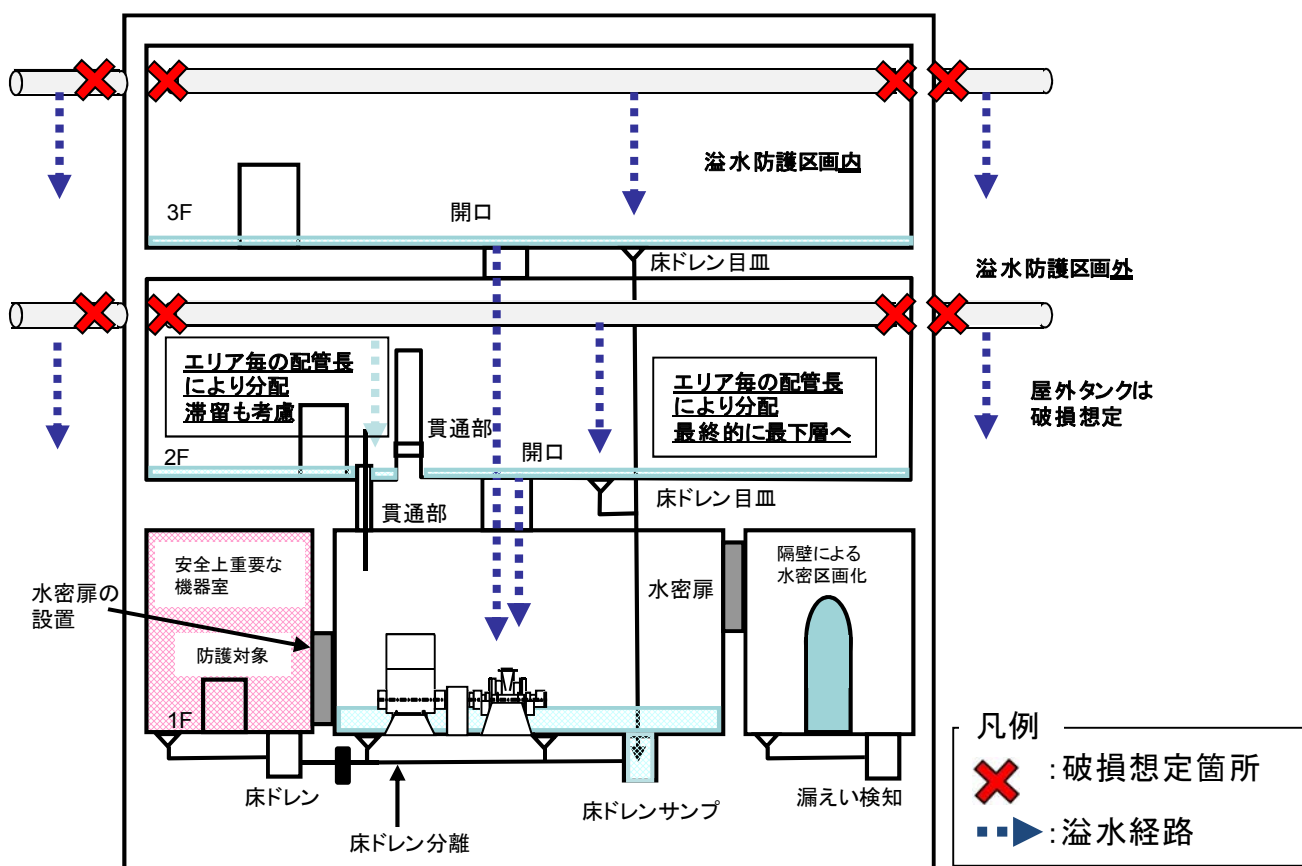 溢水防護区画内
3F
開口
床ドレン目皿
溢水防護区画外
エリア毎の配管長
により分配
滞留も考慮
貫通部
エリア毎の配管長
により分配
最終的に最下層へ
屋外タンクは
破損想定
2F
開口
床ドレン目皿
貫通部
安全上重要な
機器室
水密扉の
設置
防護対象
1F
水密扉
隔壁による
水密区画化
床ドレン
床ドレン分離
床ドレンサンプ
漏えい検知
凡例
:破損想定箇所
:溢水経路